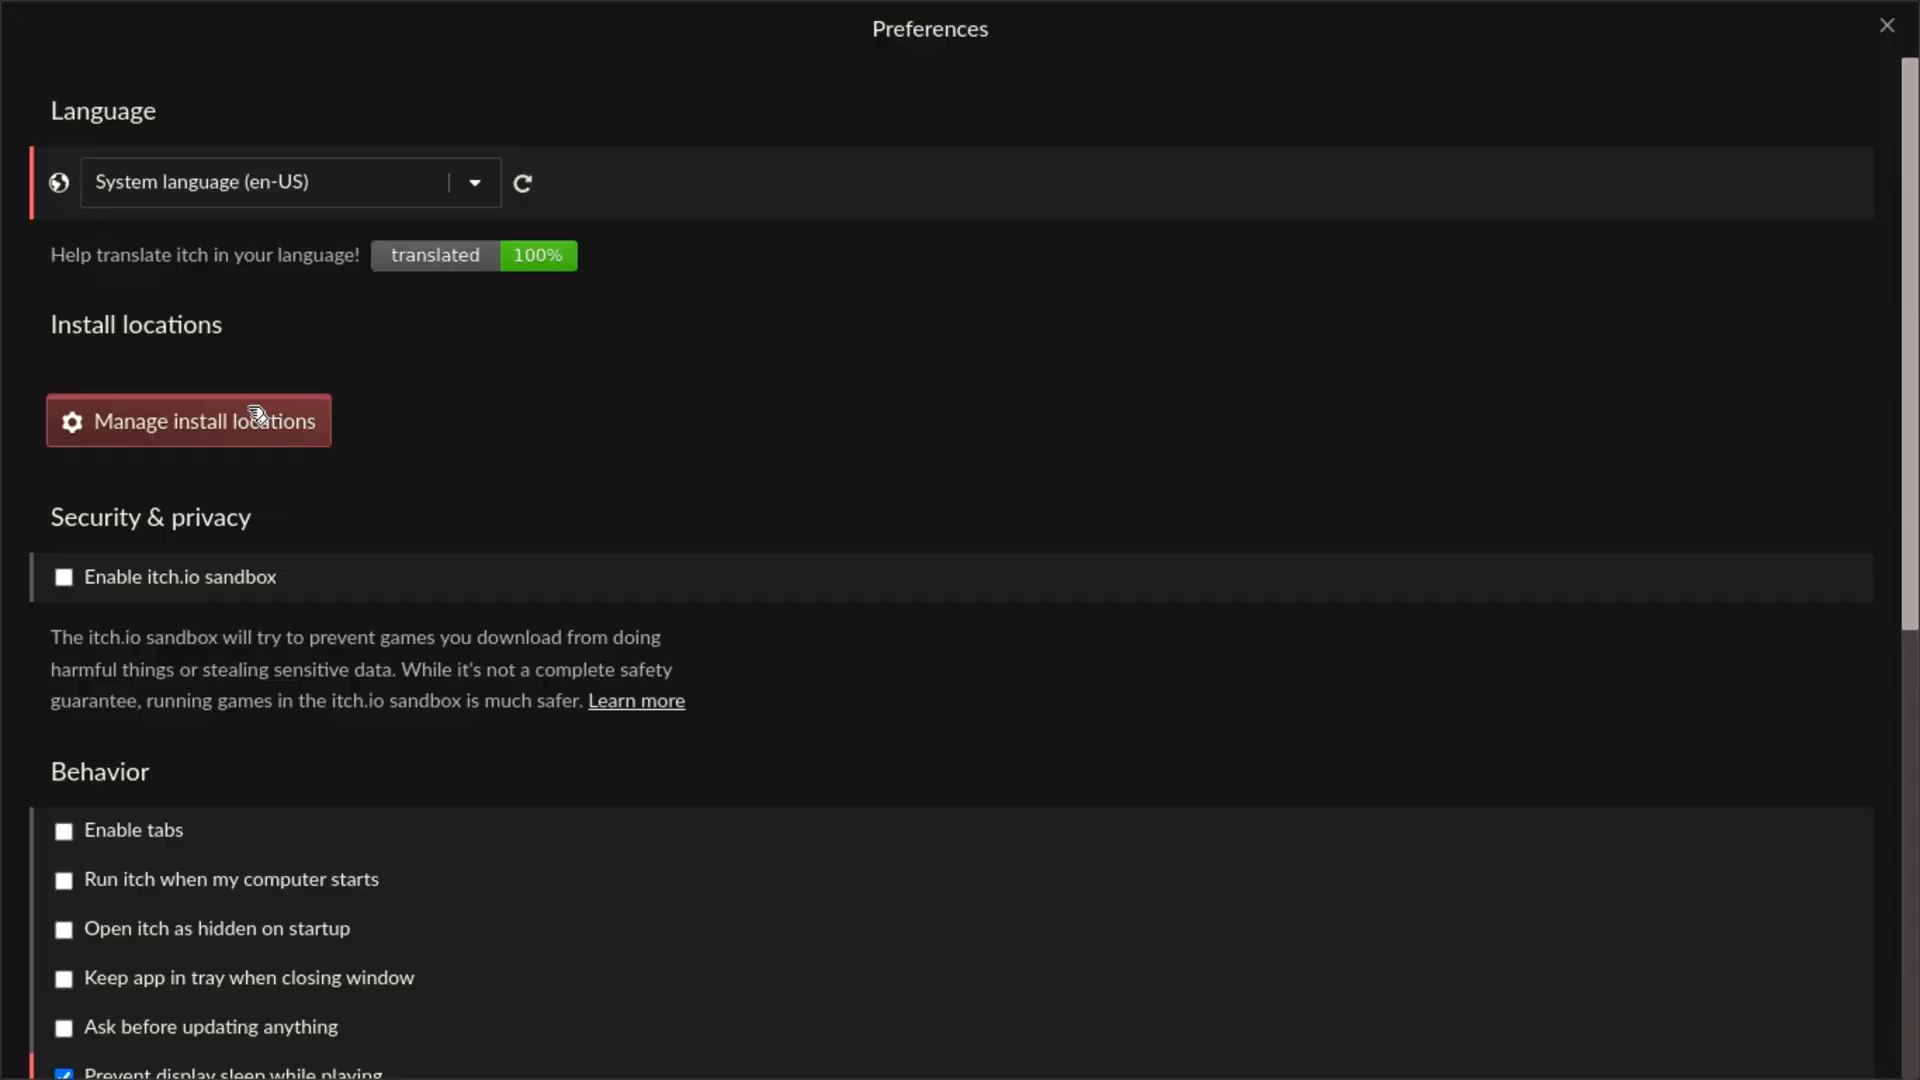 Preferences
Language
System language (en-US)
Help translate itch in your language! translated 100%
Install locations
Manage install locations
Security & privacy
Enable itch.io sandbox
The itch.io sandbox will try to prevent games you download from doing
harmful things or stealing sensitive data. While it's not a complete safety
guarantee, running games in the itch.io sandbox is much safer. Learn more
Behavior
Enable tabs
Run itch when my computer starts
Open itch as hidden on startup
Keep app in tray when closing window
Ask before updating anything
Prevent display sleep while playing